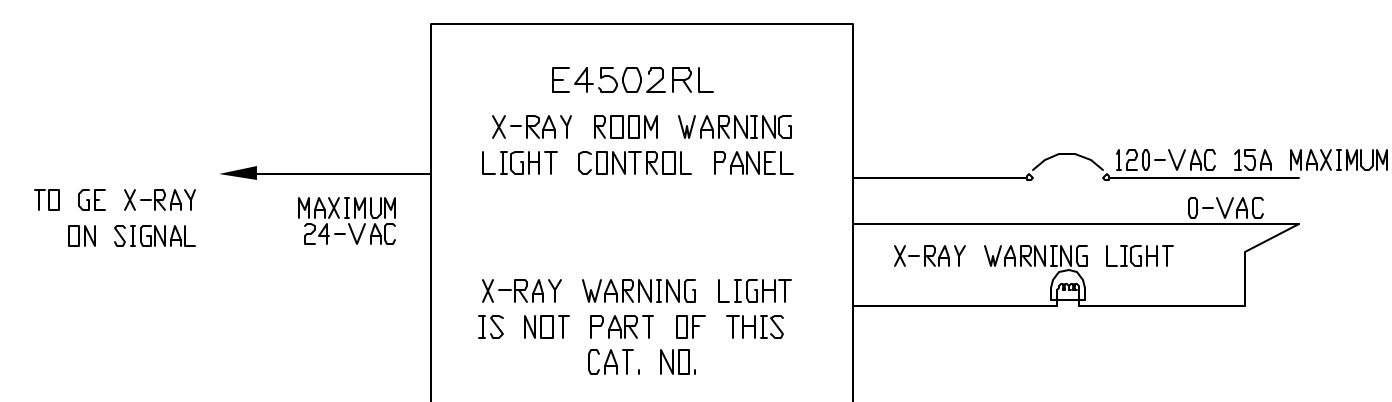 E4502RL
X-RAY ROOM WARNING
LIGHT CONTROL PANEL
120-VAC 15A MAXIMUM
TO GE X-RAY
ON SIGNAL
MAXIMUM
24-VAC
0-VAC
X-RAY WARNING LIGHT
X-RAY WARNING LIGHT
IS NOT PART OF THIS
CAT. NO.